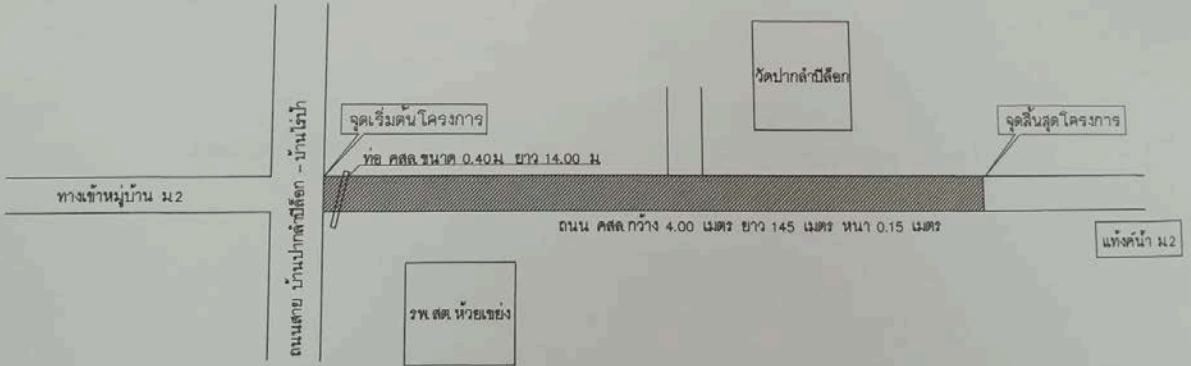 วัดปากลำปีล็อก
จุดเริ่มต้นโครงการ
จุดสิ้นสุดโครงการ
ท่อ คสล.ขนาด 0.40ม. ยาว 14.00 ม.
ทางเข้าหมู่บ้าน ม.2
ถนนสาย บ้านปากลำปีล็อก - บ้านไร่ป้า
ถนน คสล.กว้าง 4.00 เมตร ยาว 145 เมตร หนา 0.15 เมตร
แท้งค์น้ำ ม.2
รพ.สต.ห้วยเขย่ง